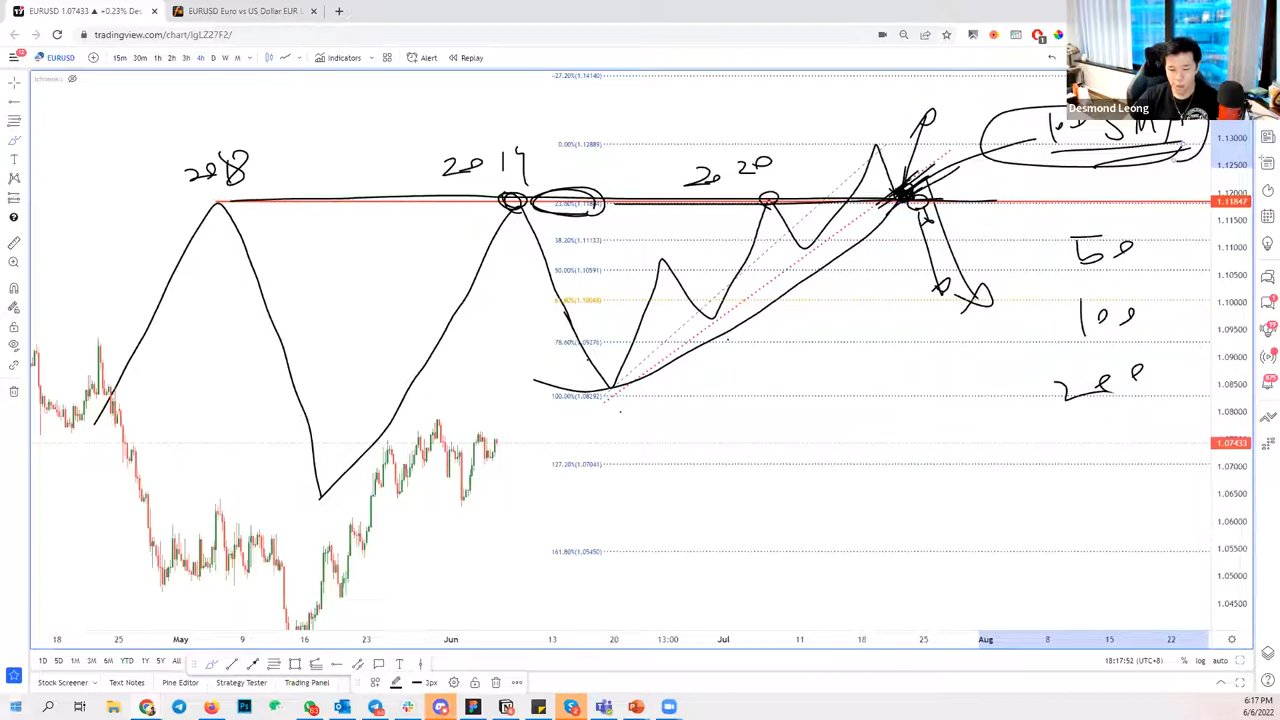 EURUSD 1.07433 ▲ +0.23% Des
EURUSD Euro vs US Dollar EUR
tradingview.com/chart/lgLZ27F2/
EURUSD
15m 30m 1h 2h 3h 4h D W M
Indicators
Alert
Replay
Desmond Leong
Ichimoku
-27.20%(1.14140)
0.00%(1.12889)
23.60%(1.11804)
38.20%(1.11133)
50.00%(1.10591)
61.80%(1.10048)
78.60%(1.09276)
100.00%(1.08292)
127.20%(1.07041)
161.80%(1.05450)
2018
2019
2020
50
100
200
1.13000
1.12500
1.12000
1.11847
1.11500
1.11000
1.10500
1.10000
1.09500
1.09000
1.08500
1.08000
1.07433
1.07000
1.06500
1.06000
1.05500
1.05000
1.04500
18 25 May 9 16 23 Jun 13 20 13:00 Jul 11 18 25 Aug 8 15 22
1D 5D 1M 3M 6M YTD 1Y 5Y All
18:17:52 (UTC+8) % log auto
Stock Screener Text Notes Pine Editor Strategy Tester Trading Panel
3px
6:17 PM
6/6/2022